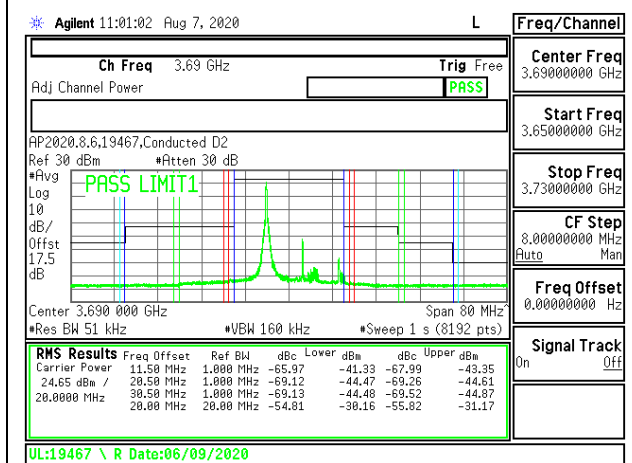 Agilent 11:01:02 Aug 7, 2020 L
Freq/Channel
Ch Freq 3.69 GHz Trig Free
Adj Channel Power PASS
Center Freq
3.69000000 GHz
Start Freq
3.65000000 GHz
Stop Freq
3.73000000 GHz
CF Step
8.00000000 MHz
Auto Man
Freq Offset
0.00000000 Hz
Signal Track
On Off
AP2020.8.6,19467,Conducted D2
Ref 30 dBm #Atten 30 dB
#Avg
Log
10
dB/
Offst
17.5
dB
PASS LIMIT1
Center 3.690 000 GHz Span 80 MHz^
#Res BW 51 kHz #VBW 160 kHz #Sweep 1 s (8192 pts)
RMS Results Freq Offset Ref BW dBc Lower dBm dBc Upper dBm
Carrier Power 11.50 MHz 1.000 MHz -65.97 -41.33 -67.99 -43.35
24.65 dBm / 20.50 MHz 1.000 MHz -69.12 -44.47 -69.26 -44.61
20.0000 MHz 30.50 MHz 1.000 MHz -69.13 -44.48 -69.52 -44.87
20.00 MHz 20.00 MHz -54.81 -30.16 -55.82 -31.17
UL:19467 \ R Date:06/09/2020